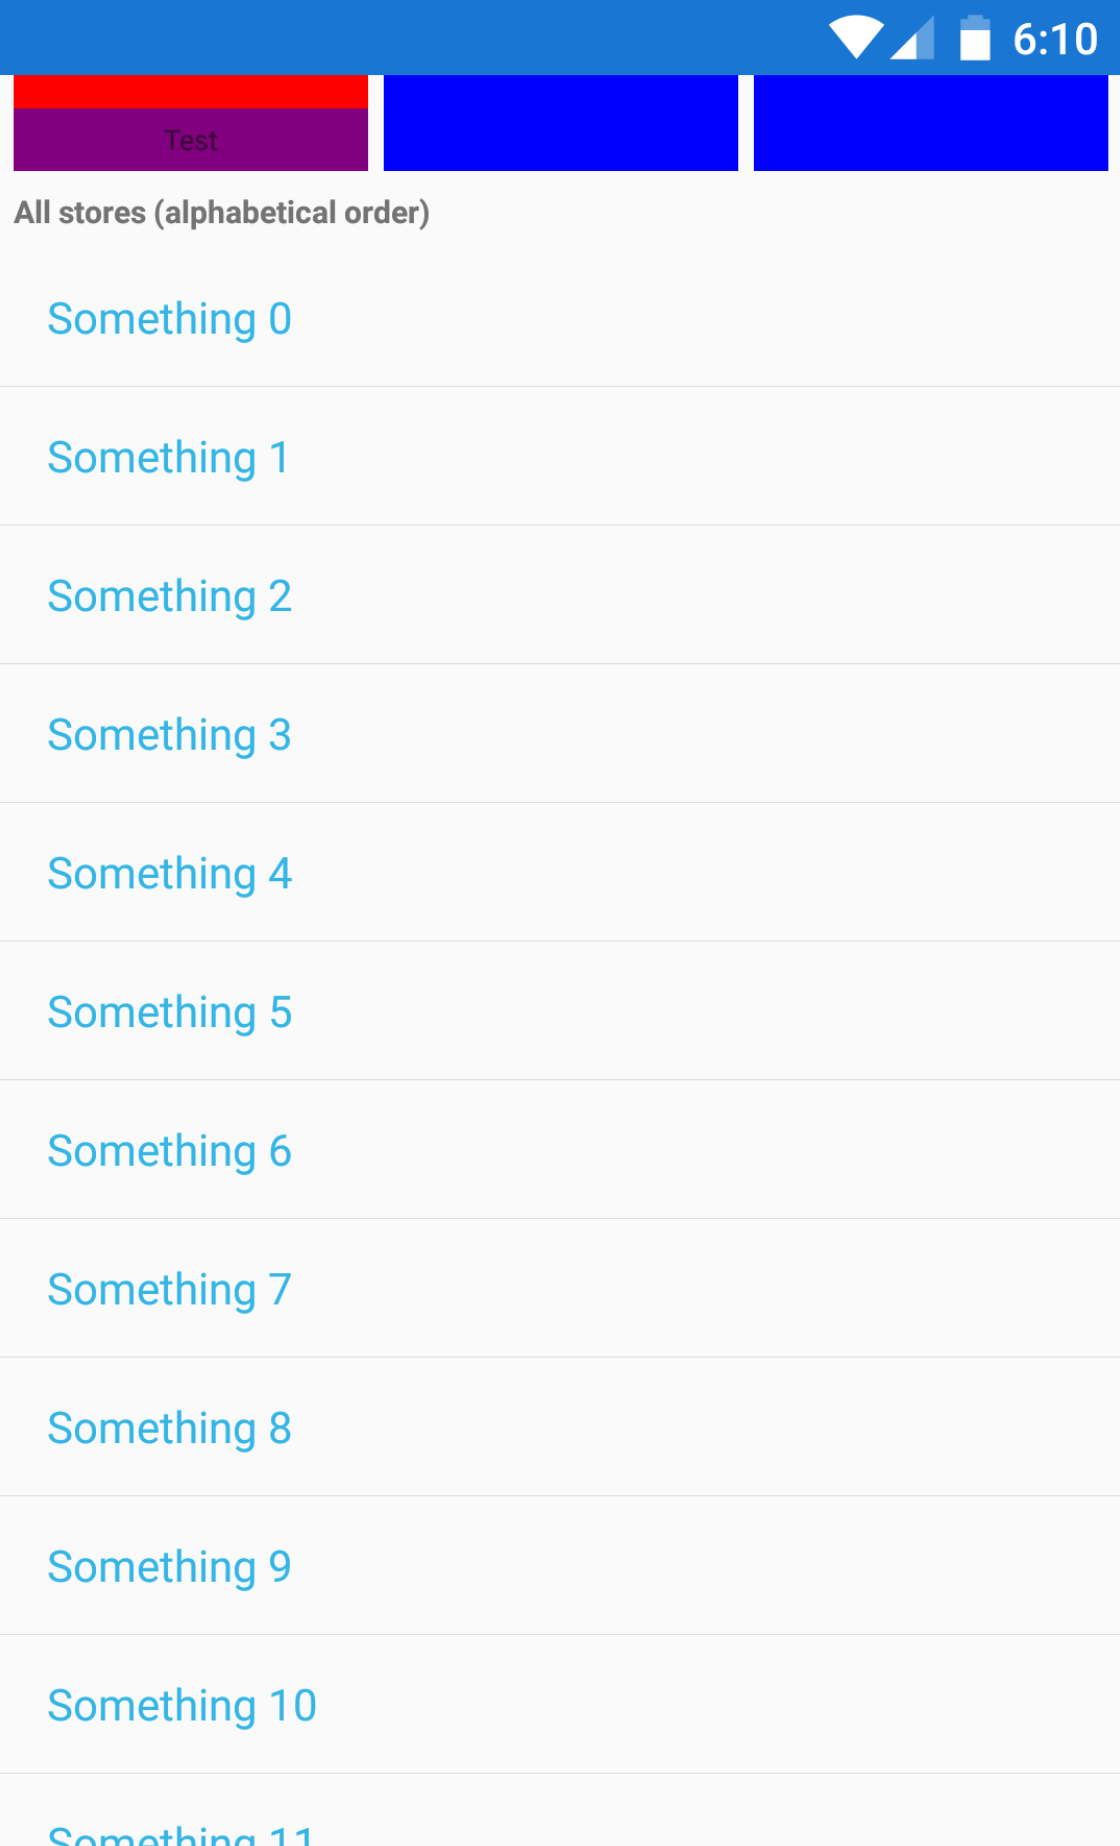 6:10
Test
All stores (alphabetical order)
Something 0
Something 1
Something 2
Something 3
Something 4
Something 5
Something 6
Something 7
Something 8
Something 9
Something 10
Something 11